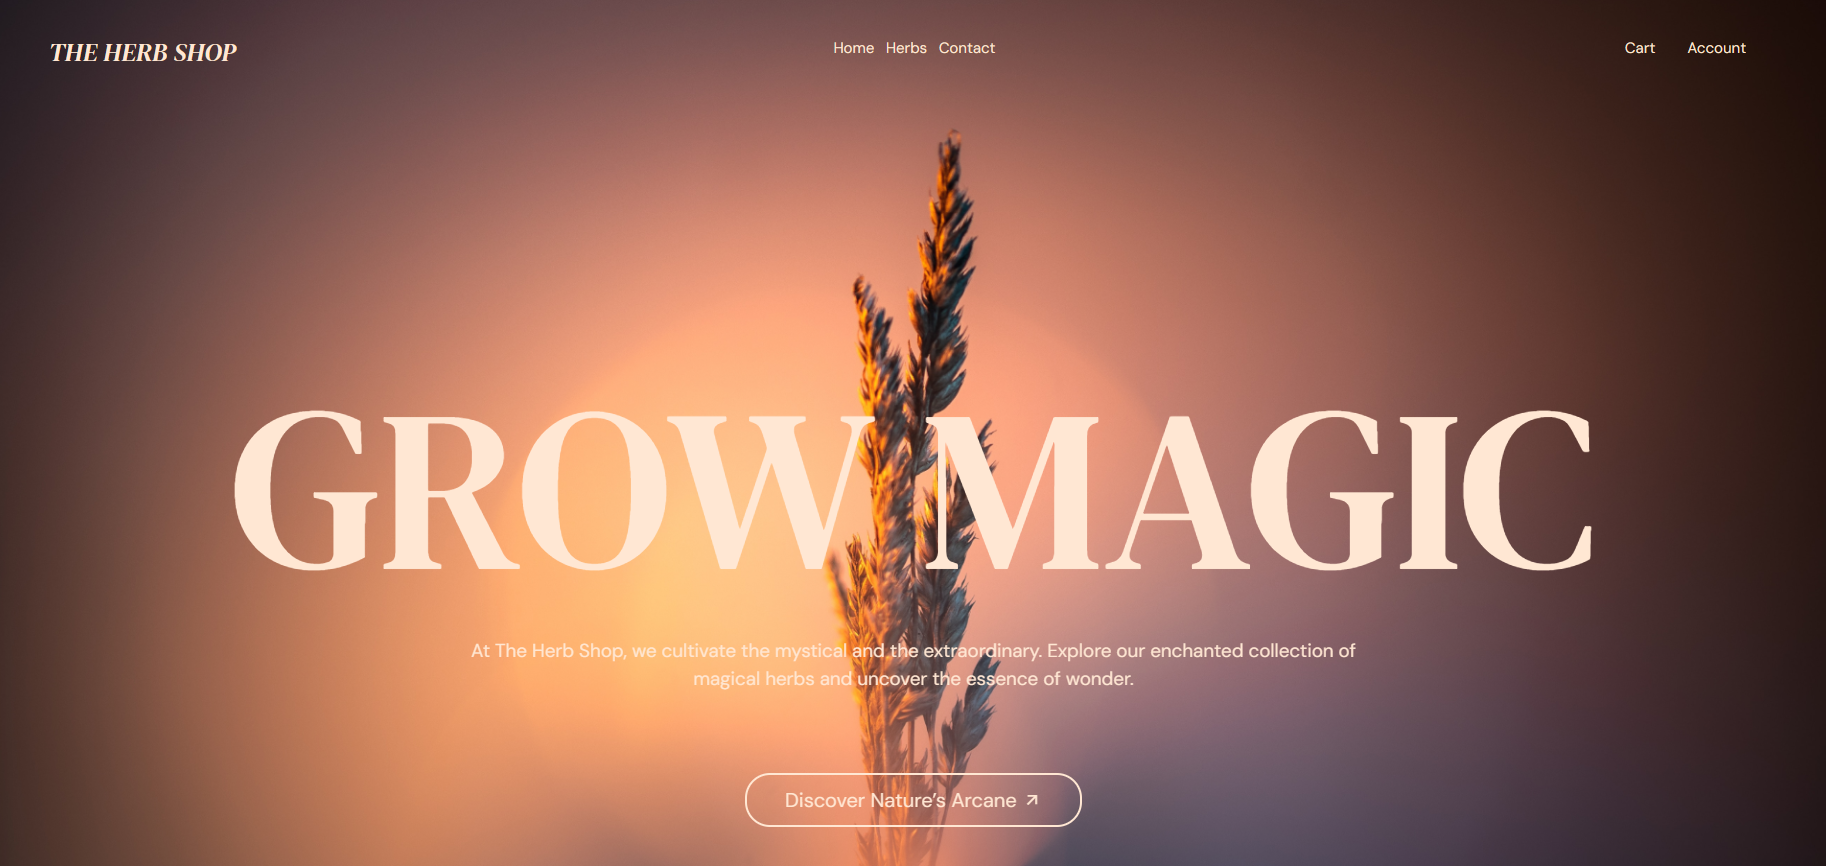 THE HERB SHOP
Home Herbs Contact
Cart Account
GROW MAGIC
At The Herb Shop, we cultivate the mystical and the extraordinary. Explore our enchanted collection of
magical herbs and uncover the essence of wonder.
Discover Nature’s Arcane